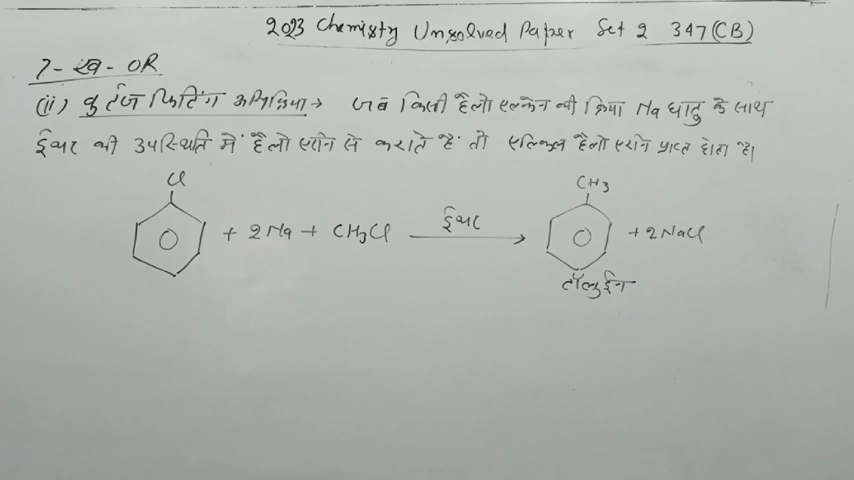 2023 Chemistry Unsolved Paper Set 2 347(CB)
7-ख-OR
(ii) वुर्टज फिटिंग अभिक्रिया → जब किसी हैलो एल्केन की क्रिया Na धातु के साथ
ईथर की उपस्थिति में हैलो एरीन से कराते हैं तो एल्किल हैलो एरीन प्राप्त होता है।
Cl
+ 2Na + CH3Cl
ईथर
CH3
+ 2NaCl
टॉलुईन